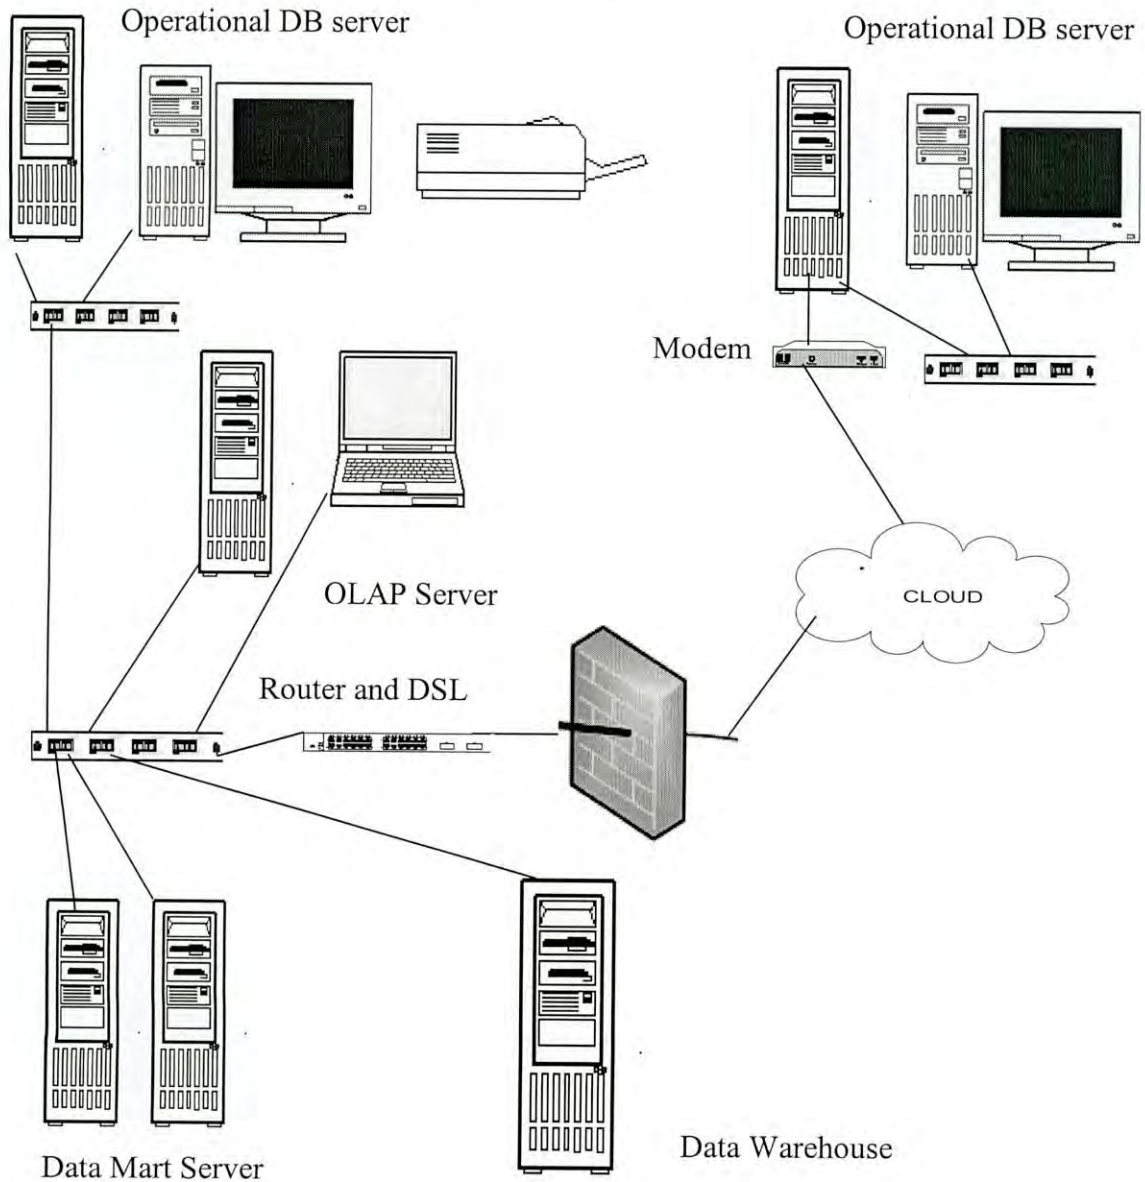 Operational DB server
Operational DB server
Modem
OLAP Server
CLOUD
Router and DSL
Data Warehouse
Data Mart Server